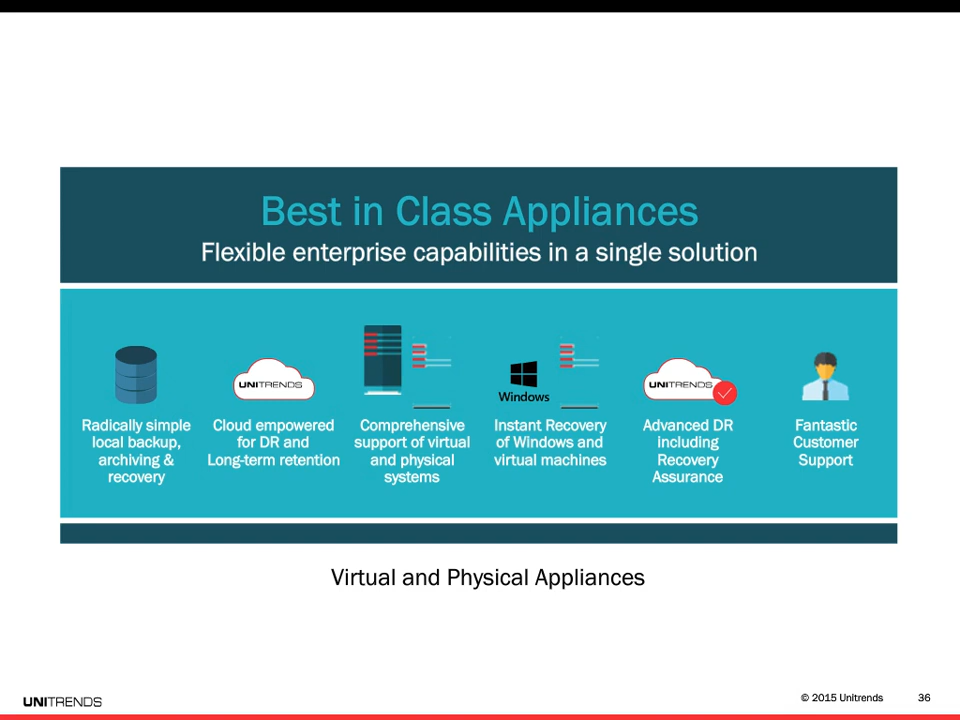 Best in Class Appliances
Flexible enterprise capabilities in a single solution
UNITRENDS
Windows
UNITRENDS
Radically simple
local backup,
archiving &
recovery
Cloud empowered
for DR and
Long-term retention
Comprehensive
support of virtual
and physical
systems
Instant Recovery
of Windows and
virtual machines
Advanced DR
including
Recovery
Assurance
Fantastic
Customer
Support
Virtual and Physical Appliances
UNITRENDS
© 2015 Unitrends
36